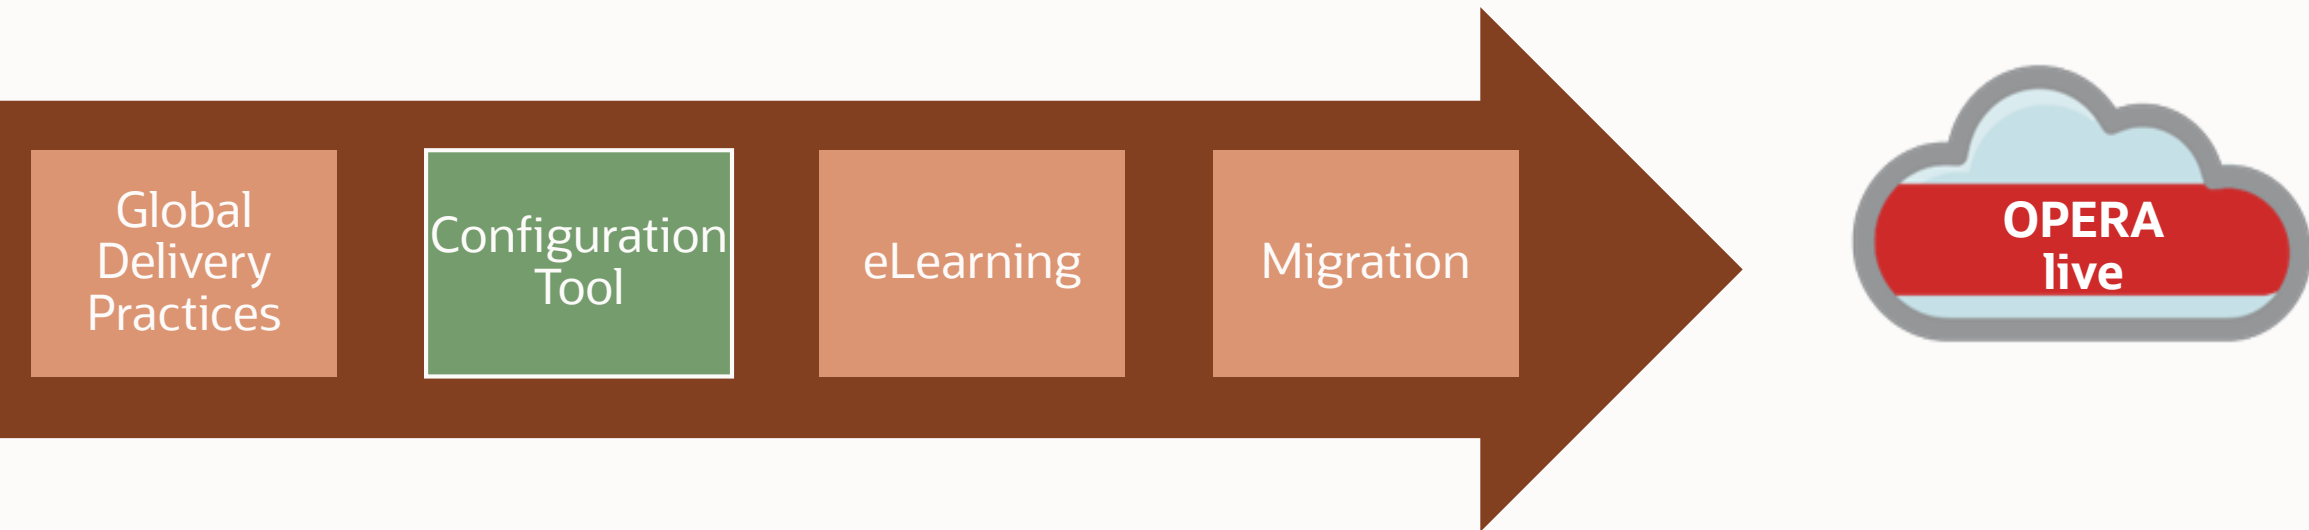 Global
Delivery
Practices
Configuration
Tool
eLearning
Migration
OPERA
live